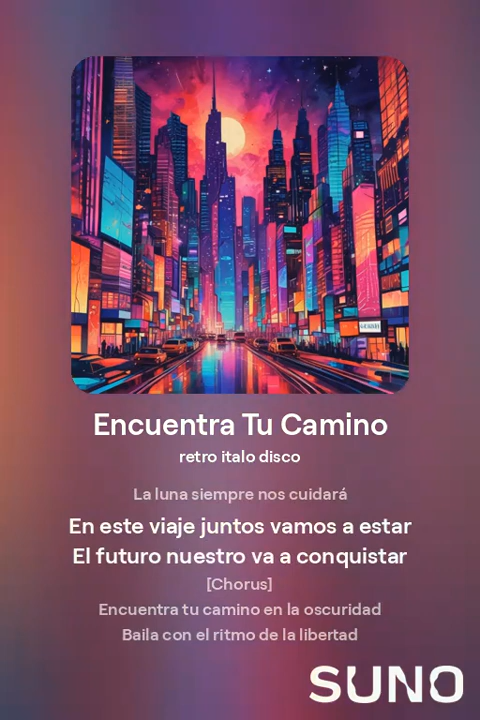 Encuentra Tu Camino
retro italo disco
La luna siempre nos cuidará
En este viaje juntos vamos a estar
El futuro nuestro va a conquistar
[Chorus]
Encuentra tu camino en la oscuridad
Baila con el ritmo de la libertad
SUNO